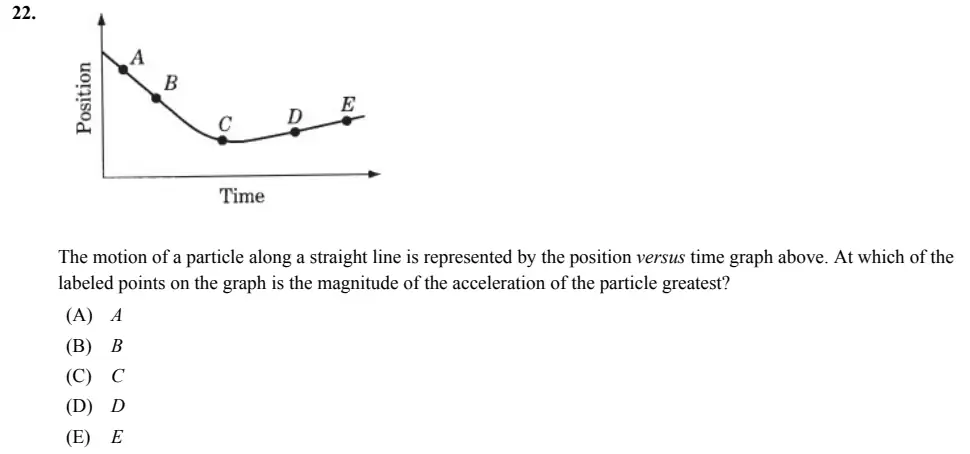 22.
Position
A
B
C
D
E
Time
The motion of a particle along a straight line is represented by the position versus time graph above. At which of the
labeled points on the graph is the magnitude of the acceleration of the particle greatest?
(A) A
(B) B
(C) C
(D) D
(E) E